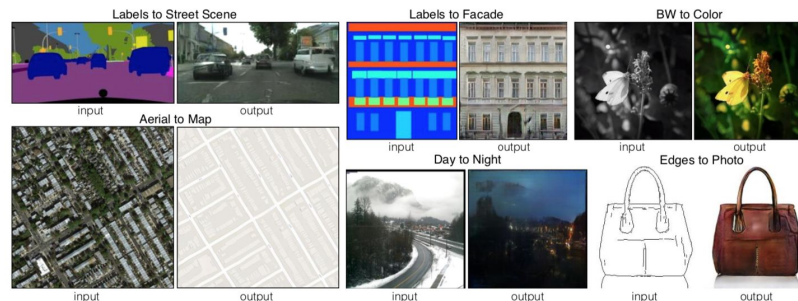 Labels to Street Scene
input
output
Aerial to Map
input
output
Labels to Facade
input
output
BW to Color
input
output
Day to Night
input
output
Edges to Photo
input
output